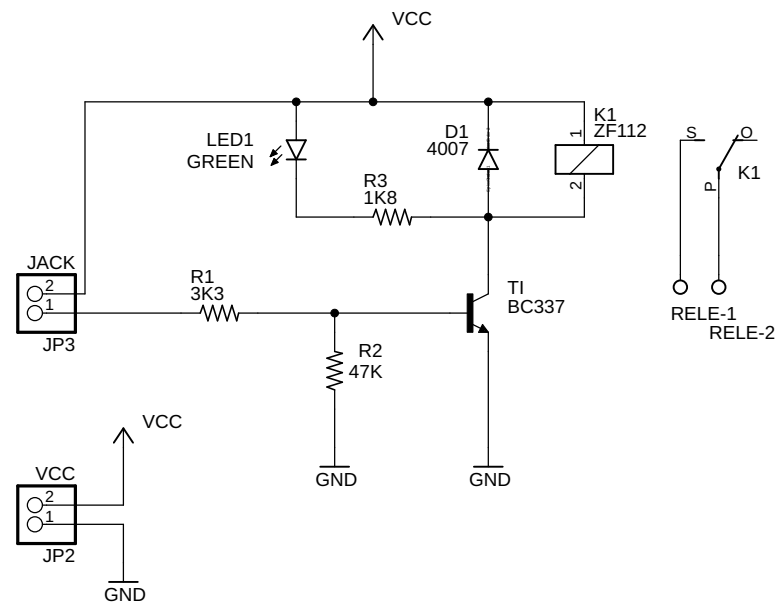 VCC
K1
ZF112
1
2
D1
4007
LED1
GREEN
R3
1K8
S
O
P
K1
JACK
2
1
JP3
R1
3K3
TI
BC337
RELE-1
RELE-2
R2
47K
GND
GND
VCC
VCC
2
1
JP2
GND